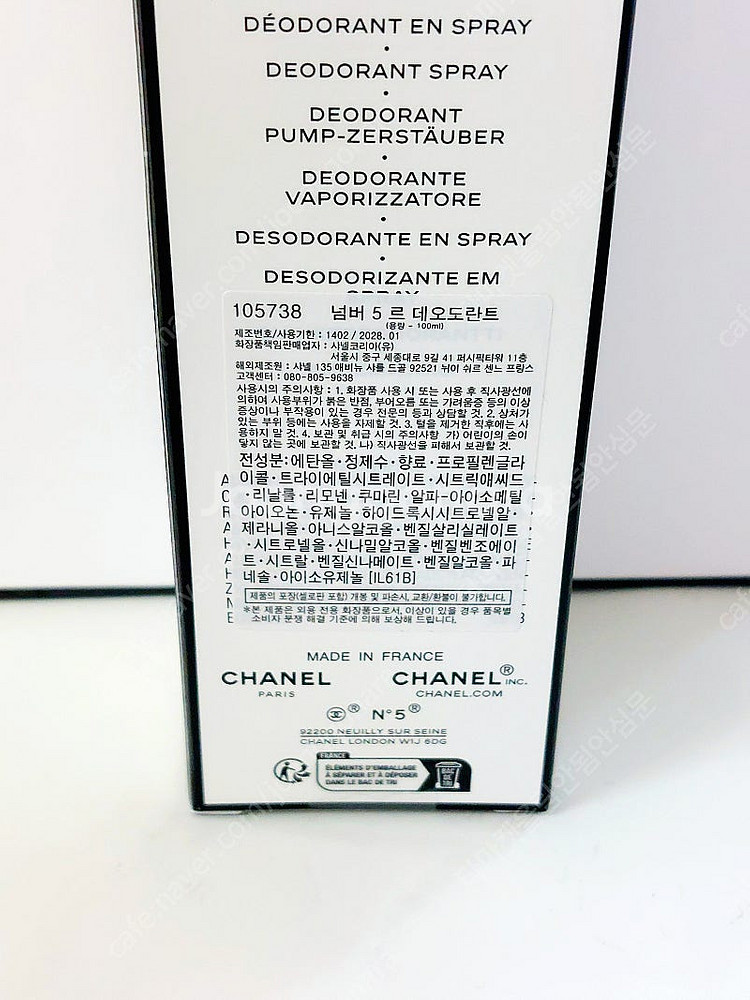 DÉODORANT EN SPRAY
•
DEODORANT SPRAY
•
DEODORANT
PUMP-ZERSTÄUBER
•
DEODORANTE
VAPORIZZATORE
•
DESODORANTE EN SPRAY
•
DESODORIZANTE EM
SPRAY
105738 넘버 5 르 데오도란트
(용량 - 100ml)
제조번호/사용기한 : 1402 / 2028. 01
화장품책임판매업자 : 샤넬코리아(유)
서울시 중구 세종대로 9길 41 퍼시픽타워 11층
해외제조원 : 샤넬 135 애비뉴 샤를 드골 92521 뉘이 쉬르 센느 프랑스
고객센터 : 080-805-9638
사용시의 주의사항 : 1. 화장품 사용 시 또는 사용 후 직사광선에
의하여 사용부위가 붉은 반점, 부어오름 또는 가려움증 등의 이상
증상이나 부작용이 있는 경우 전문의 등과 상담할 것. 2. 상처가
있는 부위 등에는 사용을 자제할 것. 3. 털을 제거한 직후에는 사
용하지 말 것. 4. 보관 및 취급 시의 주의사항 가) 어린이의 손이
닿지 않는 곳에 보관할 것. 나) 직사광선을 피해서 보관할 것.
전성분:에탄올·정제수·향료·프로필렌글라
이콜·트라이에틸시트레이트·시트릭애씨드
·리날룰·리모넨·쿠마린·알파-아이소메틸
아이오논·유제놀·하이드록시시트로넬알·
제라니올·아니스알코올·벤질살리실레이트
·시트로넬올·신나밀알코올·벤질벤조에이
트·시트랄·벤질신나메이트·벤질알코올·파
네솔·아이소유제놀 [IL61B]
제품의 포장(셀로판 포함) 개봉 및 파손시, 교환/환불이 불가합니다.
※본 제품은 외용 전용 화장품으로서, 이상이 있을 경우 품목별
소비자 분쟁 해결 기준에 의해 보상해 드립니다.
MADE IN FRANCE
CHANEL CHANEL® INC.
PARIS CHANEL.COM
® N°5®
92200 NEUILLY SUR SEINE
CHANEL LONDON W1J 6DG
FRANCE
ÉLÉMENTS D'EMBALLAGE
À SÉPARER ET À DÉPOSER
DANS LE BAC DE TRI
BAC
DE
TRI